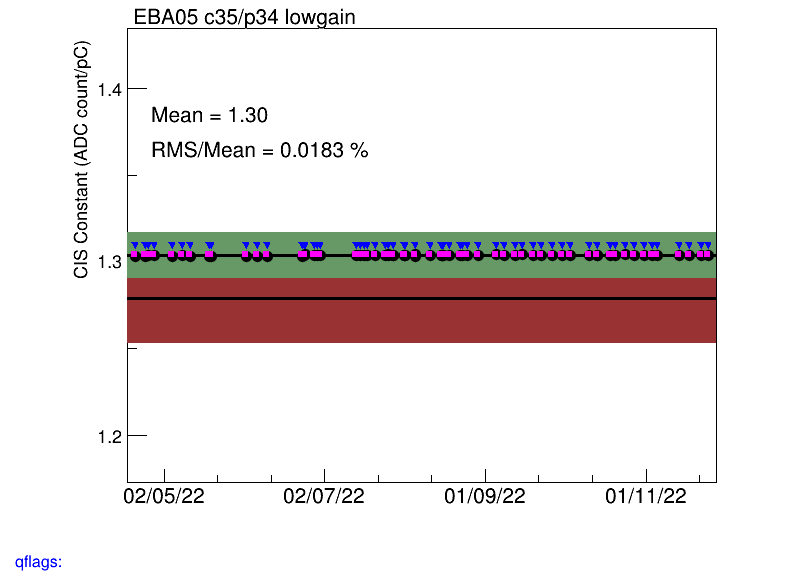 EBA05 c35/p34 lowgain
CIS Constant (ADC count/pC)
1.4
Mean = 1.30
RMS/Mean = 0.0183 %
1.3
1.2
02/05/22 02/07/22 01/09/22 01/11/22
qflags: